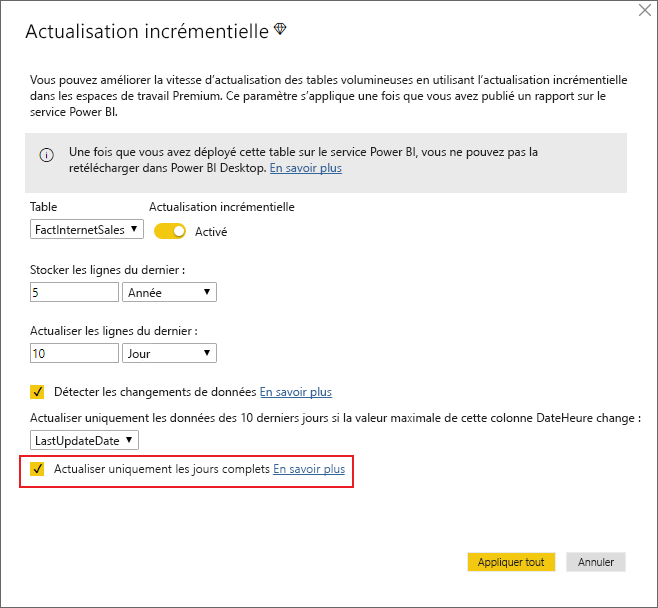 Actualisation incrémentielle
Vous pouvez améliorer la vitesse d'actualisation des tables volumineuses en utilisant l'actualisation incrémentielle
dans les espaces de travail Premium. Ce paramètre s'applique une fois que vous avez publié un rapport sur le
service Power BI.
Une fois que vous avez déployé cette table sur le service Power BI, vous ne pouvez pas la
retélécharger dans Power BI Desktop. En savoir plus
Table Actualisation incrémentielle
FactInternetSales Activé
Stocker les lignes du dernier :
5 Année
Actualiser les lignes du dernier :
10 Jour
Détecter les changements de données En savoir plus
Actualiser uniquement les données des 10 derniers jours si la valeur maximale de cette colonne DateHeure change :
LastUpdateDate
Actualiser uniquement les jours complets En savoir plus
Appliquer tout Annuler